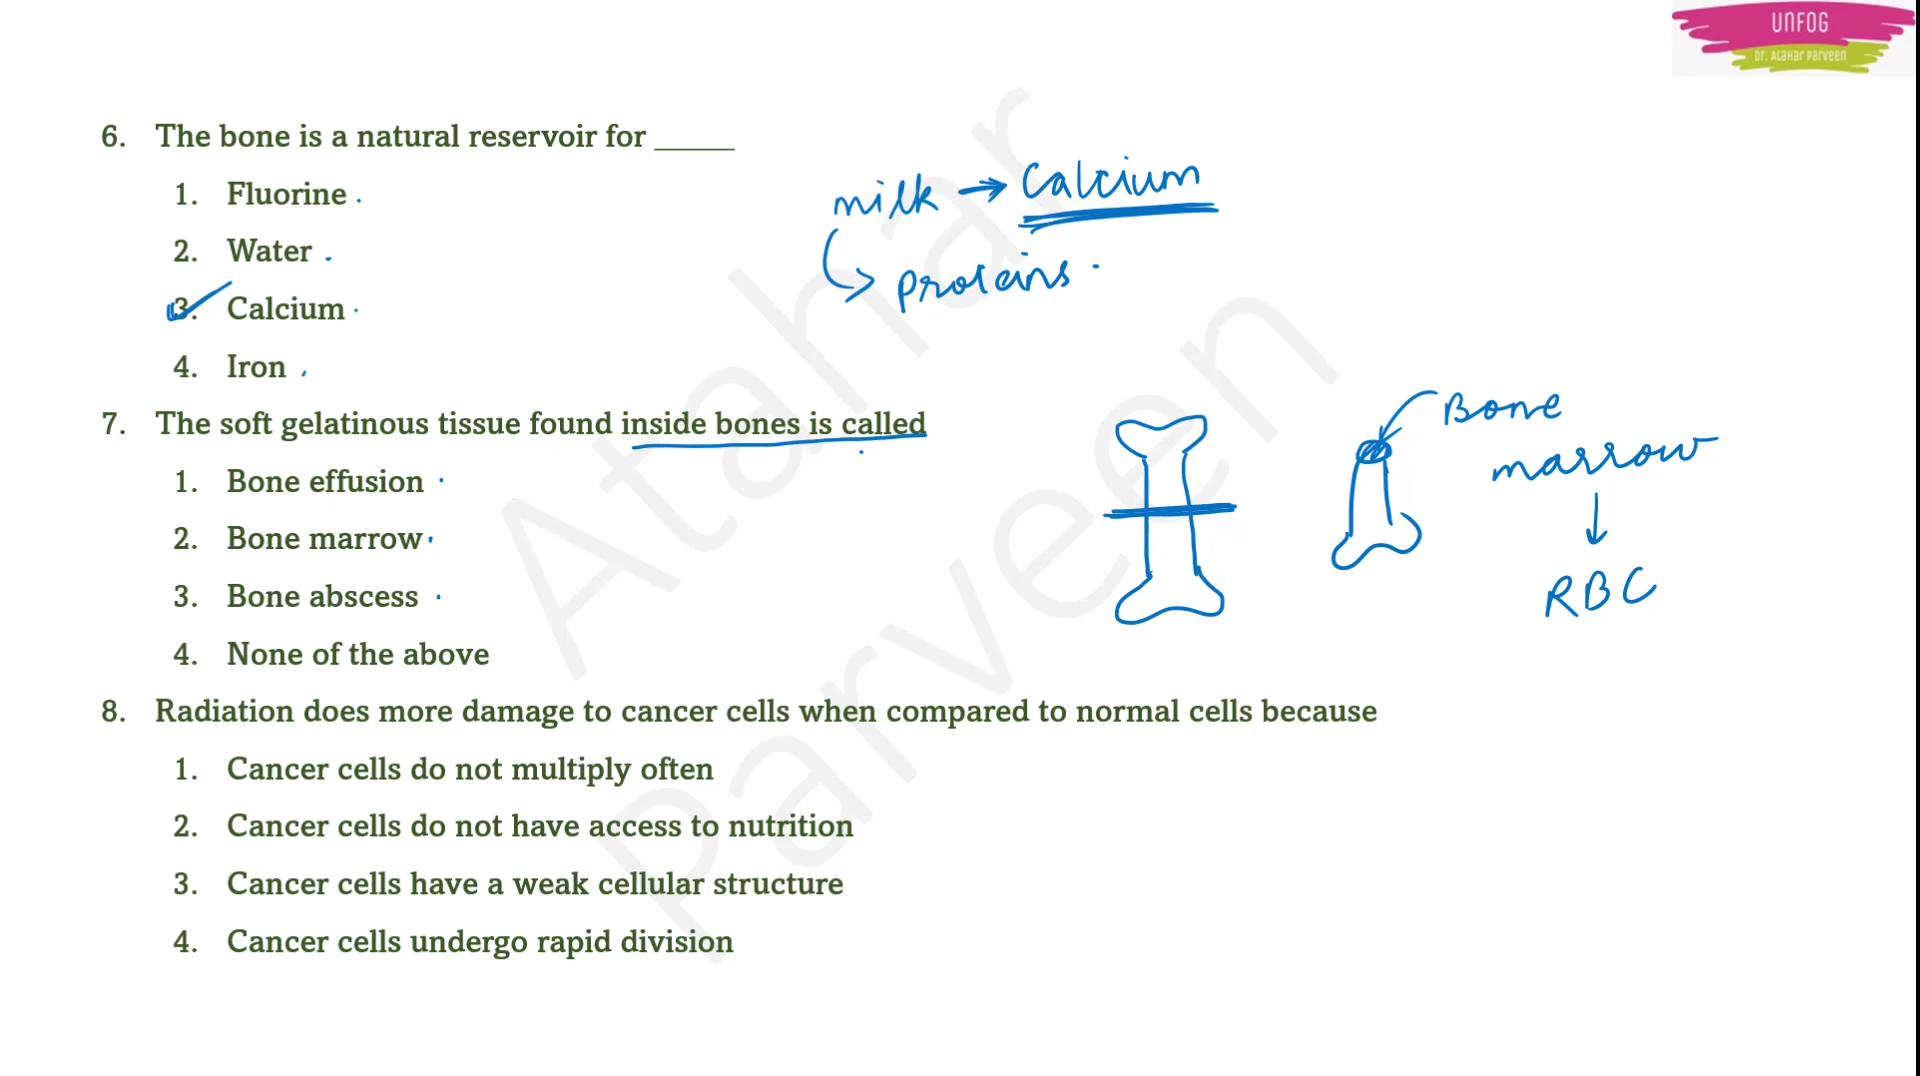 UNFOG
Dr. Atahar Parveen
6. The bone is a natural reservoir for _____
1. Fluorine
2. Water
3. Calcium
4. Iron
milk → Calcium
→ proteins
7. The soft gelatinous tissue found inside bones is called
1. Bone effusion
2. Bone marrow
3. Bone abscess
4. None of the above
Bone
marrow
↓
RBC
8. Radiation does more damage to cancer cells when compared to normal cells because
1. Cancer cells do not multiply often
2. Cancer cells do not have access to nutrition
3. Cancer cells have a weak cellular structure
4. Cancer cells undergo rapid division
Atahar
Parveen